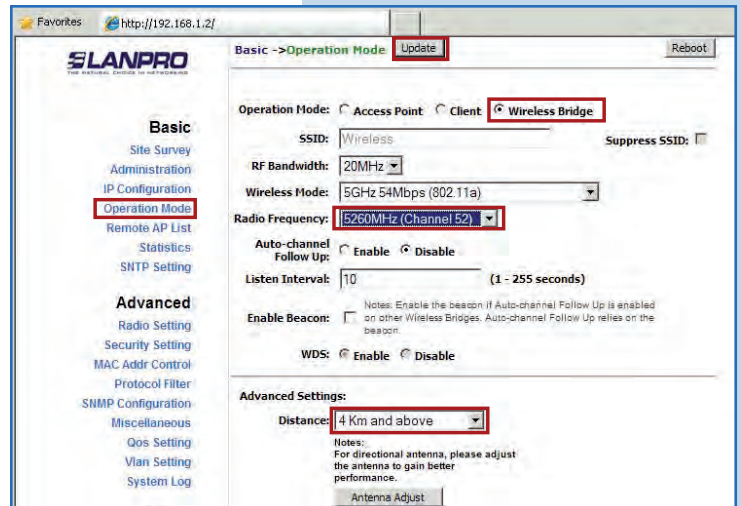 Favorites http://192.168.1.2/
LANPRO
THE NATURAL CHOICE IN NETWORKING
Basic ->Operation Mode Update Reboot
Basic
Site Survey
Administration
IP Configuration
Operation Mode
Remote AP List
Statistics
SNTP Setting
Advanced
Radio Setting
Security Setting
MAC Addr Control
Protocol Filter
SNMP Configuration
Miscellaneous
Qos Setting
Vlan Setting
System Log
Operation Mode: Access Point Client Wireless Bridge
SSID: Wireless Suppress SSID:
RF Bandwidth: 20MHz
Wireless Mode: 5GHz 54Mbps (802.11a)
Radio Frequency: 5260MHz (Channel 52)
Auto-channel
Follow Up: Enable Disable
Listen Interval: 10 (1 - 255 seconds)
Enable Beacon: Notes: Enable the beacon if Auto-channel Follow Up is enabled
on other Wireless Bridges. Auto-channel Follow Up relies on the
beacon.
WDS: Enable Disable
Advanced Settings:
Distance: 4 Km and above
Notes:
For directional antenna, please adjust
the antenna to gain better
performance.
Antenna Adjust